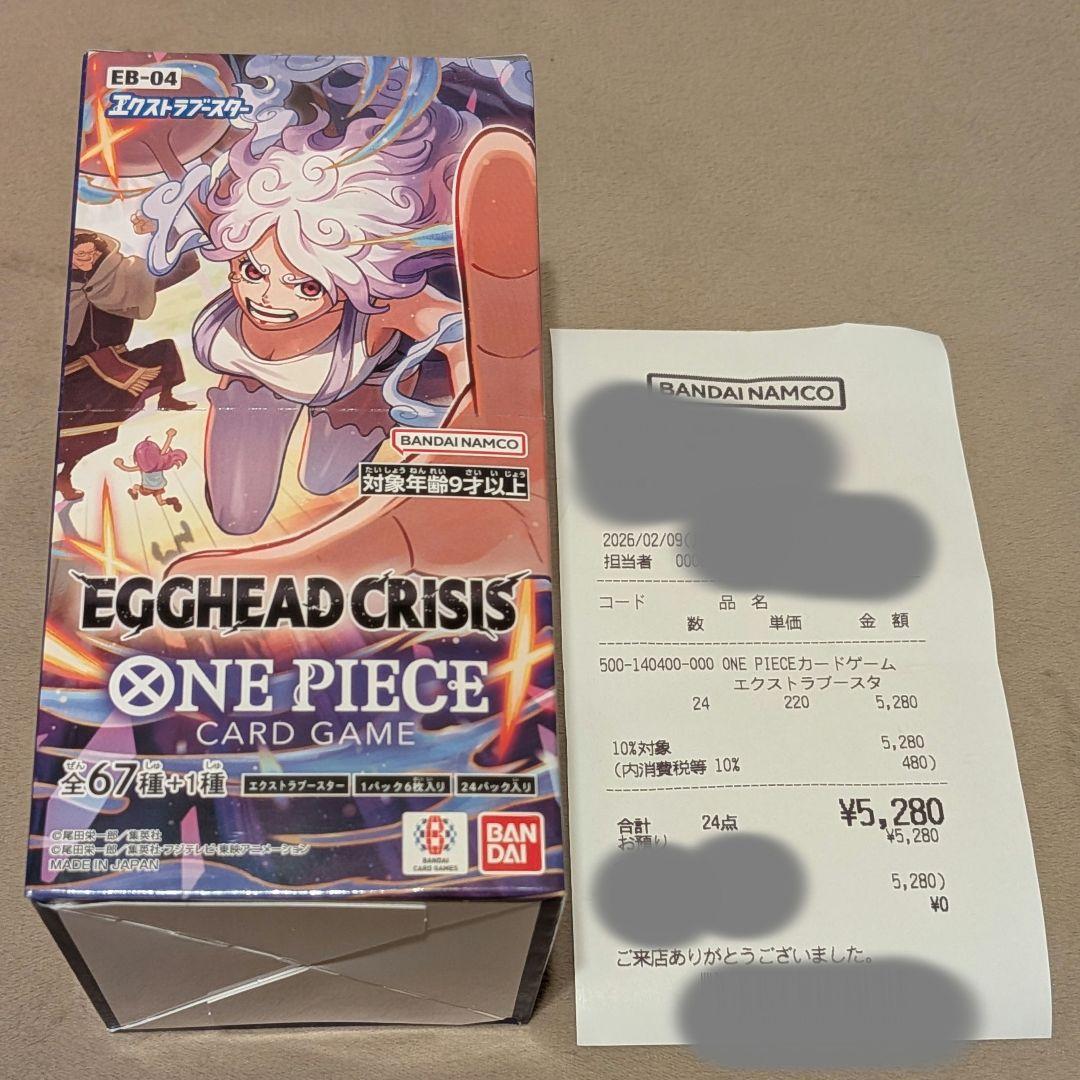 EB-04
エクストラブースター
BANDAI NAMCO
たいしょうねんれい さいいじょう
対象年齢9才以上
EGGHEAD CRISIS
ONE PIECE
CARD GAME
ぜん しゅ しゅ
全67種+1種
エクストラブースター
1パック6枚入り
24パック入り
©尾田栄一郎/集英社
©尾田栄一郎/集英社・フジテレビ・東映アニメーション
MADE IN JAPAN
BANDAI
CARD GAMES
BAN
DAI
BANDAI NAMCO
2026/02/09(
担当者 000
コード 品 名
数 単価 金 額
500-140400-000 ONE PIECEカードゲーム
エクストラブースタ
24 220 5,280
10%対象 5,280
(内消費税等 10% 480)
合計 24点 ¥5,280
お預り ¥5,280
5,280)
¥0
ご来店ありがとうございました。